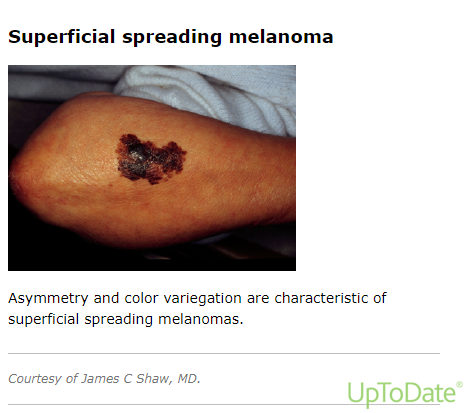 Superficial spreading melanoma
Asymmetry and color variegation are characteristic of
superficial spreading melanomas.
Courtesy of James C Shaw, MD.
UpToDate®